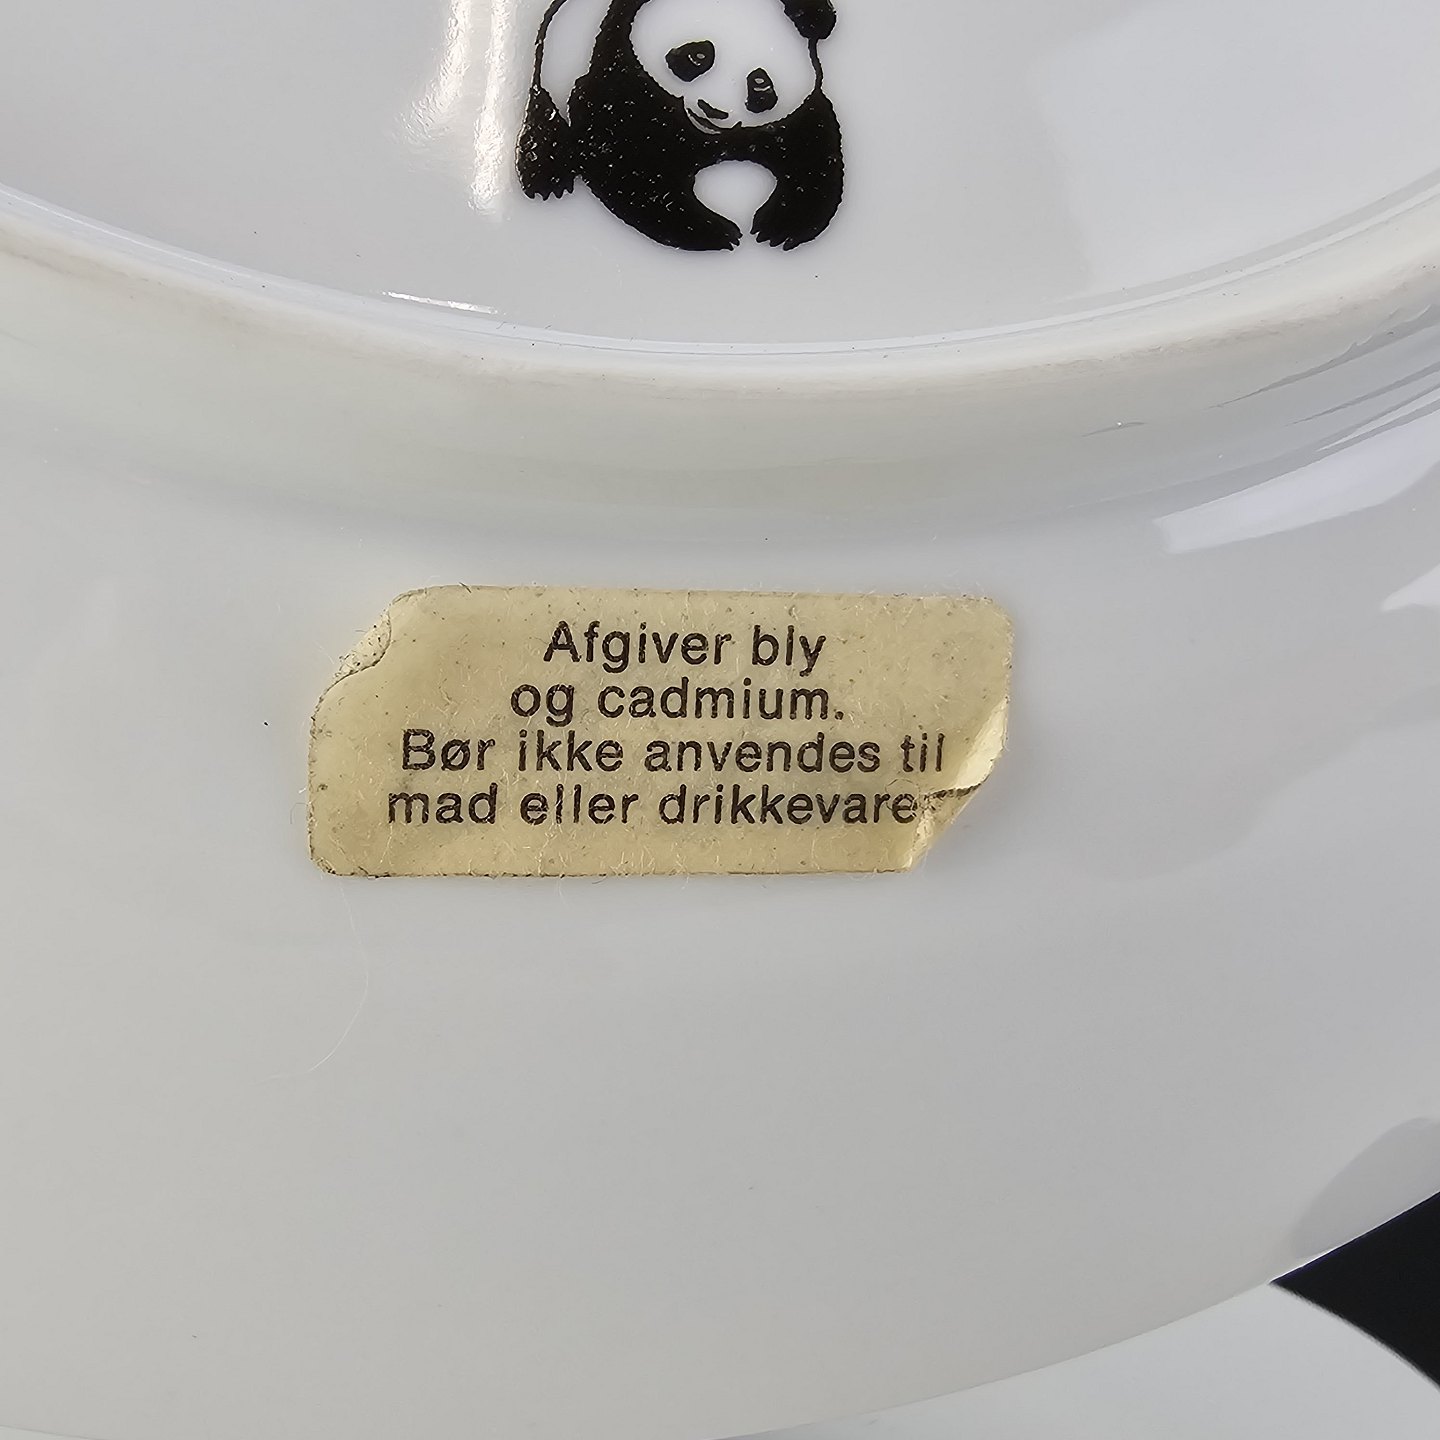 Afgiver bly
og cadmium.
Bør ikke anvendes til
mad eller drikkevarer